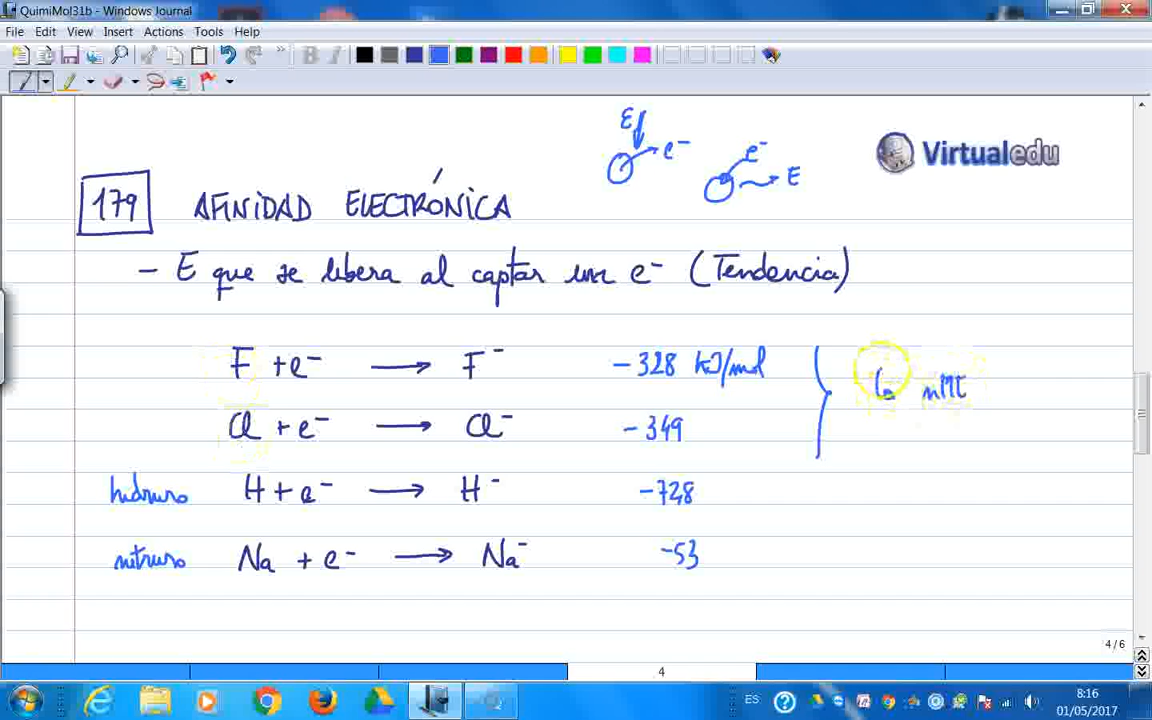 QuimiMol31b - Windows Journal
File Edit View Insert Actions Tools Help
E
e⁻
e⁻
E
Virtualedu
179 AFINIDAD ELECTRÓNICA
- E que se libera al captar un e⁻ (Tendencia)
F + e⁻ → F⁻ -328 kJ/mol
Cl + e⁻ → Cl⁻ -349
hidruro H + e⁻ → H⁻ -728
nitruro Na + e⁻ → Na⁻ -53
4/6
4
ES
8:16
01/05/2017